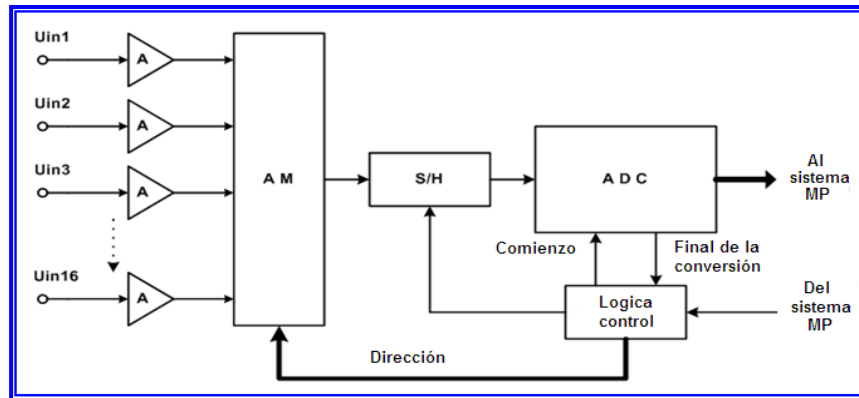 Uin1
A
Uin2
A
Uin3
A
Uin16
A
A M
S/H
A D C
Al
sistema
MP
Comienzo
Final de la
conversión
Logica
control
Del
sistema
MP
Dirección